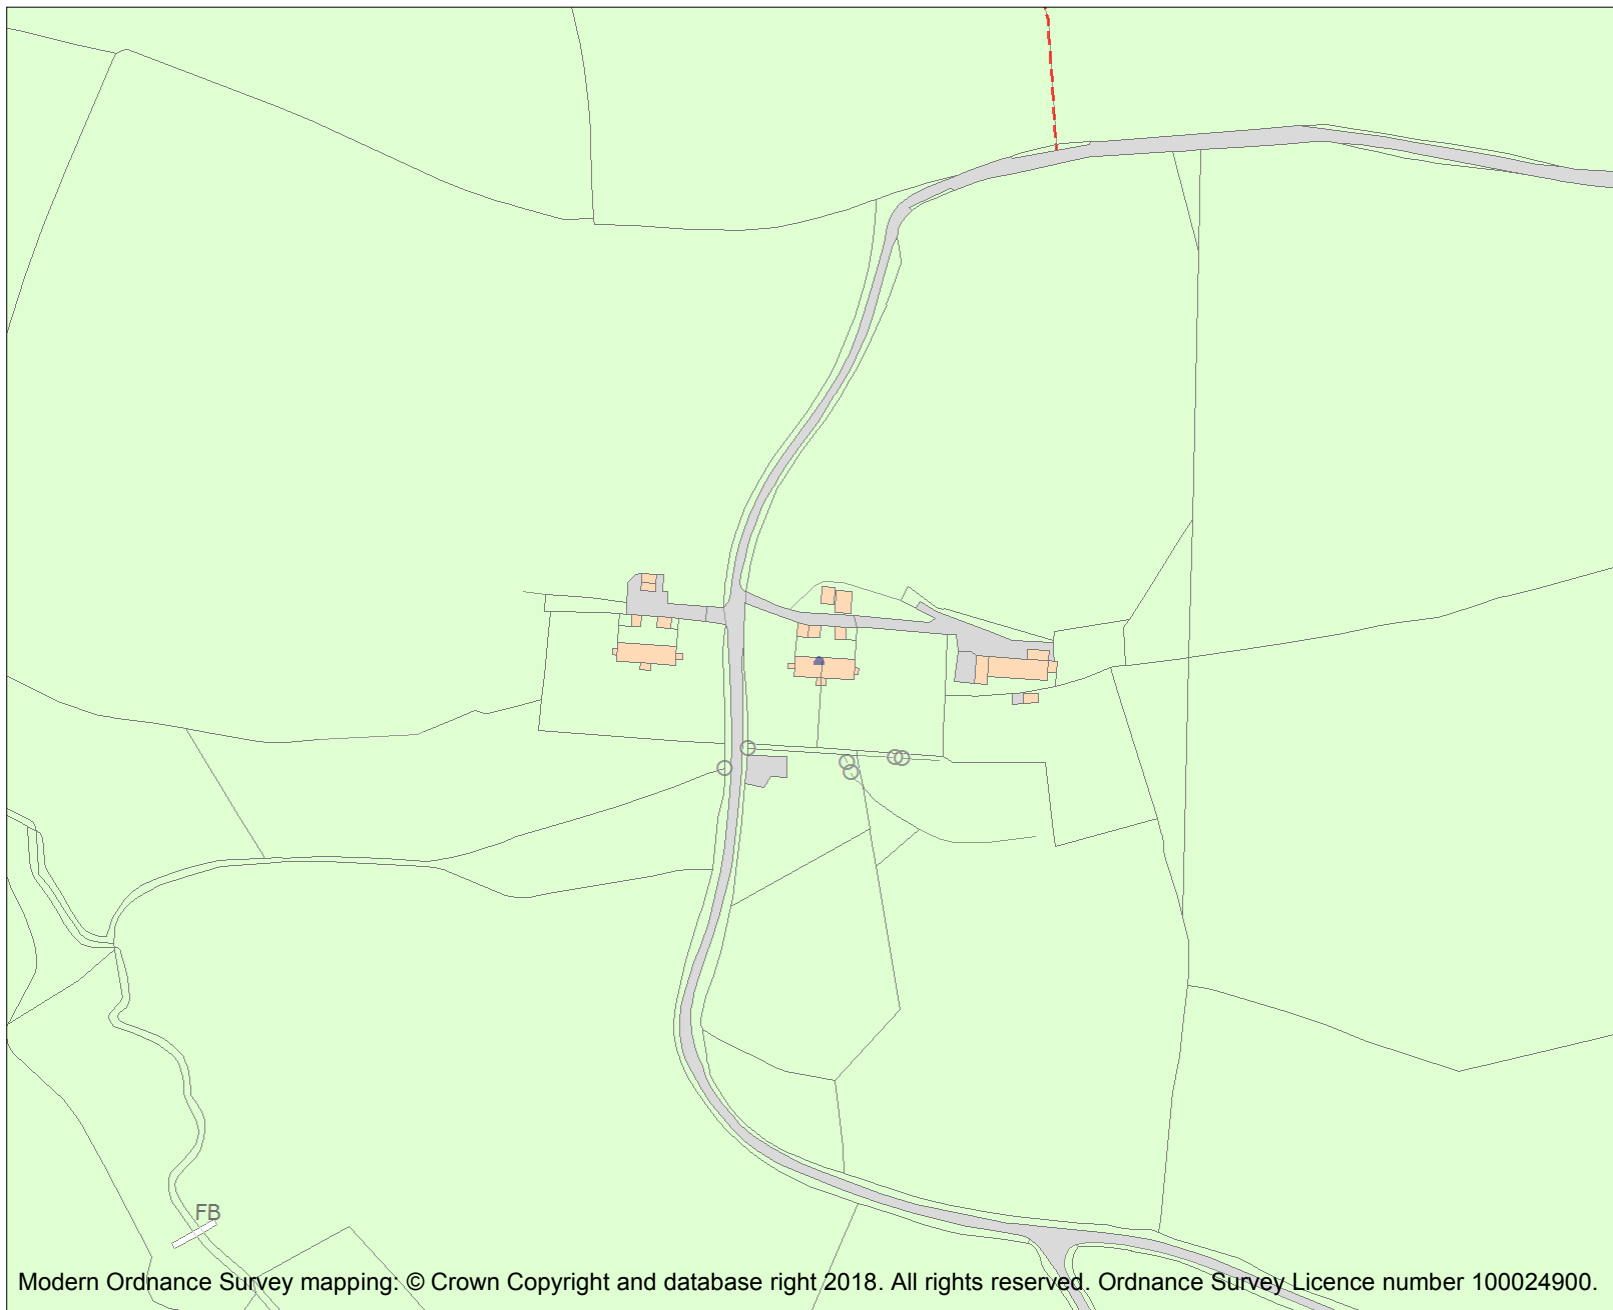 FB
Modern Ordnance Survey mapping: © Crown Copyright and database right 2018. All rights reserved. Ordnance Survey Licence number 100024900.